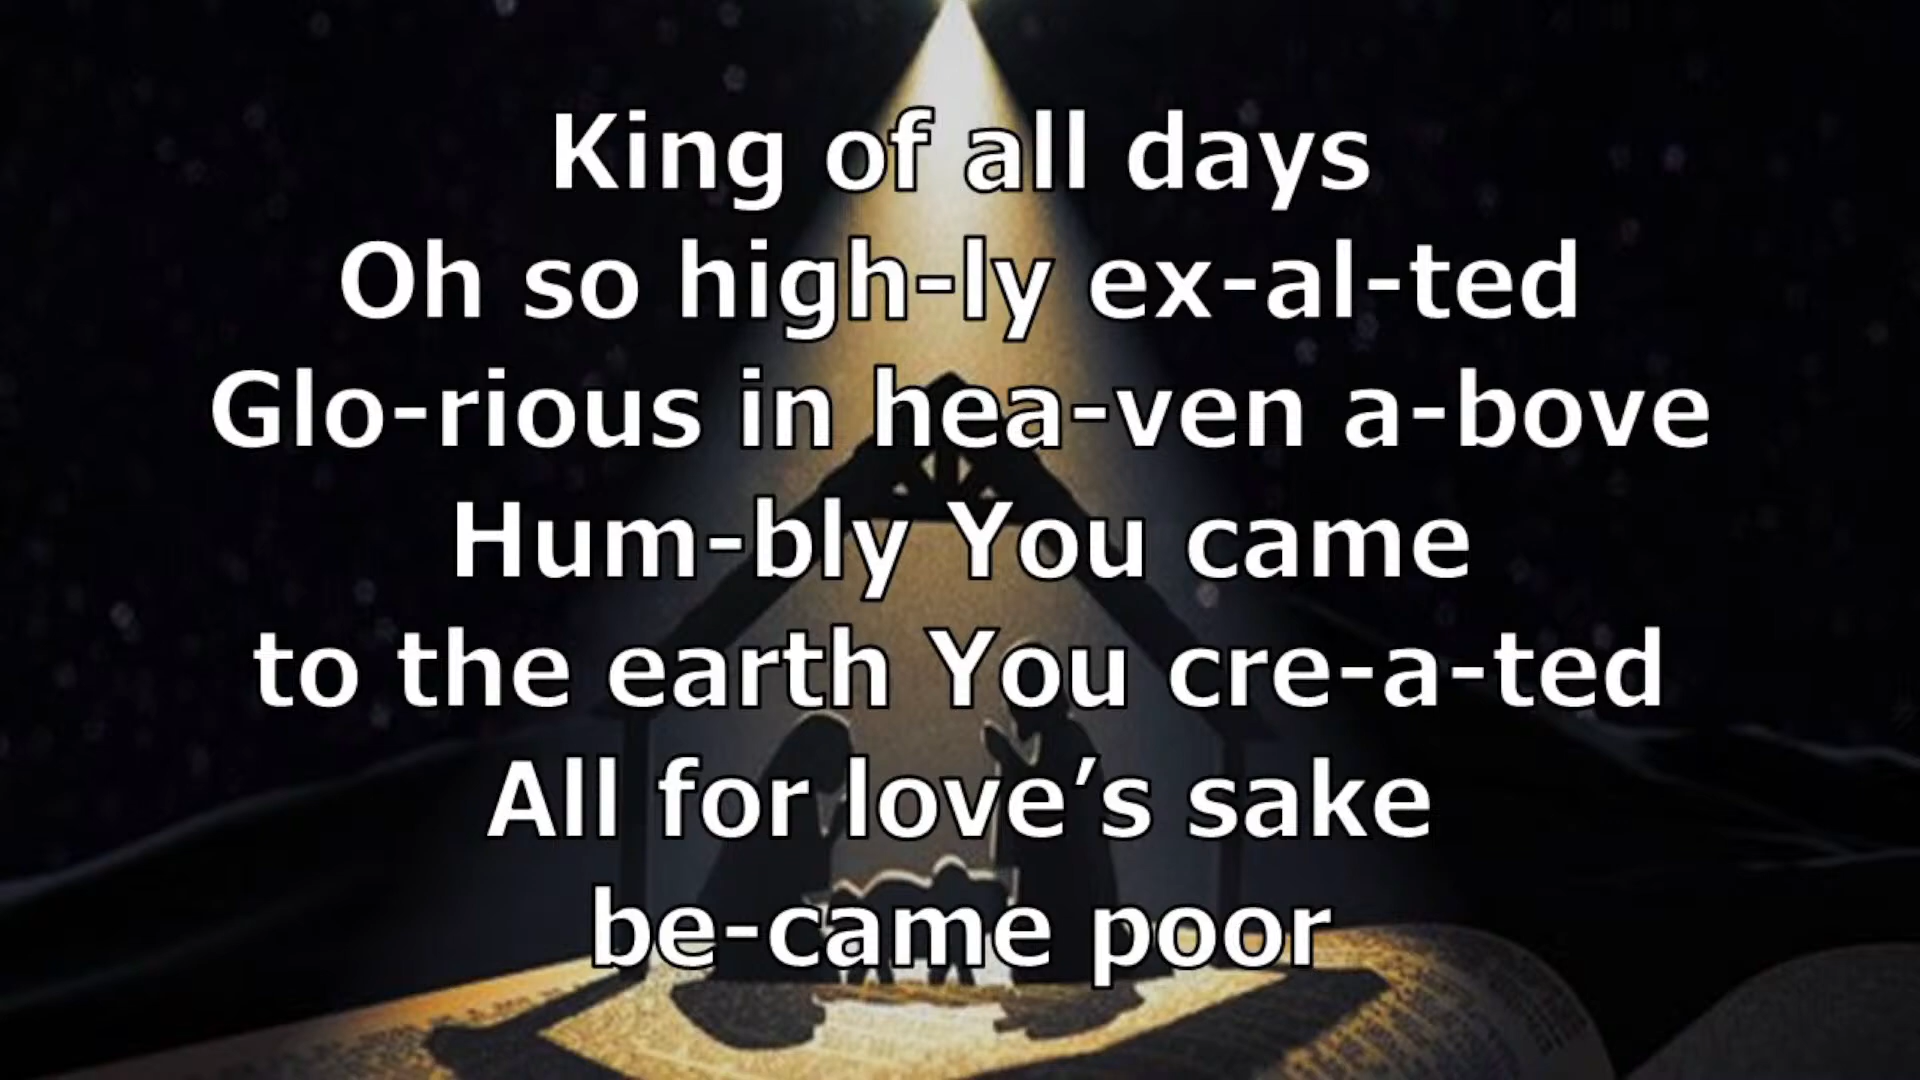 King of all days
Oh so high-ly ex-al-ted
Glo-rious in hea-ven a-bove
Hum-bly You came
to the earth You cre-a-ted
All for love’s sake
be-came poor